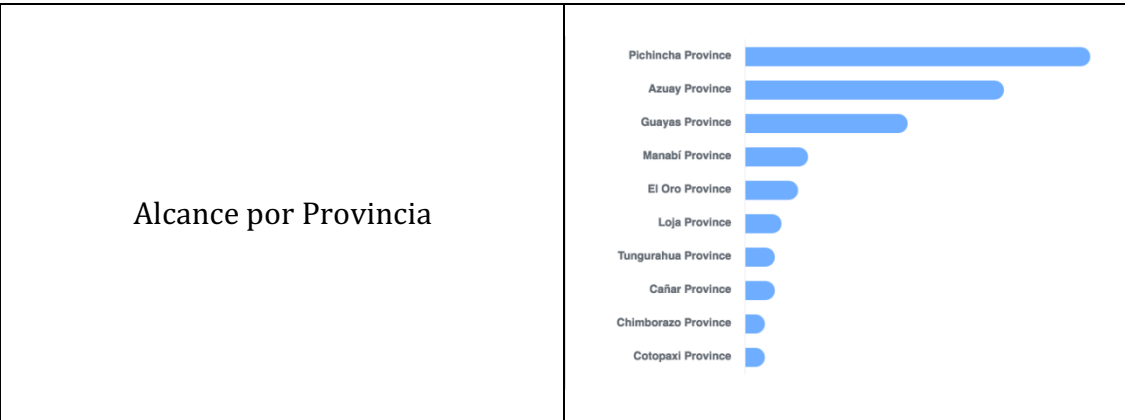 Alcance por Provincia
Pichincha Province
Azuay Province
Guayas Province
Manabí Province
El Oro Province
Loja Province
Tungurahua Province
Cañar Province
Chimborazo Province
Cotopaxi Province